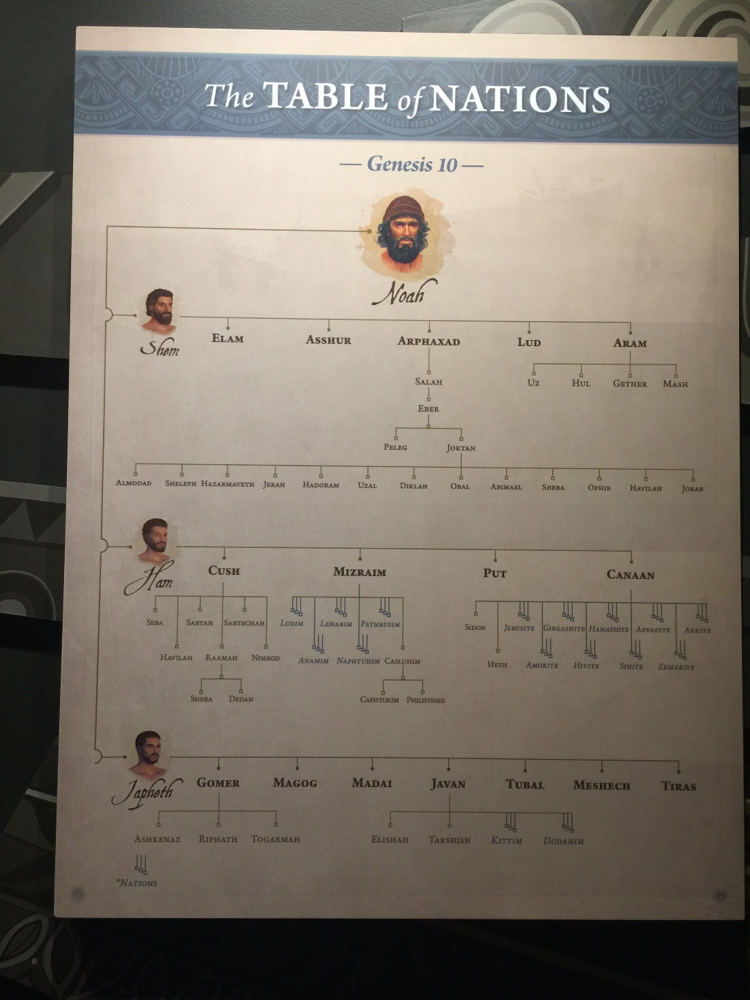 The TABLE of NATIONS
— Genesis 10 —
Noah
Shem
ELAM ASSHUR ARPHAXAD LUD ARAM
SALAH UZ HUL GETHER MASH
EBER
PELEG JOKTAN
ALMODAD SHELEPH HAZARMAVETH JERAH HADORAM UZAL DIKLAH OBAL ABIMAEL SHEBA OPHIR HAVILAH JOBAB
Ham
CUSH MIZRAIM PUT CANAAN
SEBA SABTAH SABTECHAH LUDIM LEHABIM PATHRUSIM SIDON JEBUSITE GIRGASHITE HAMATHITE ARVADITE ARKITE
HAVILAH RAAMAH NIMROD ANAMIM NAPHTUHIM CASLUHIM HETH AMORITE HIVITE SINITE ZEMARITE
SHEBA DEDAN CAPHTORIM PHILISTINES
Japheth
GOMER MAGOG MADAI JAVAN TUBAL MESHECH TIRAS
ASHKENAZ RIPHATH TOGARMAH ELISHAH TARSHISH KITTIM DODANIM
*NATIONS